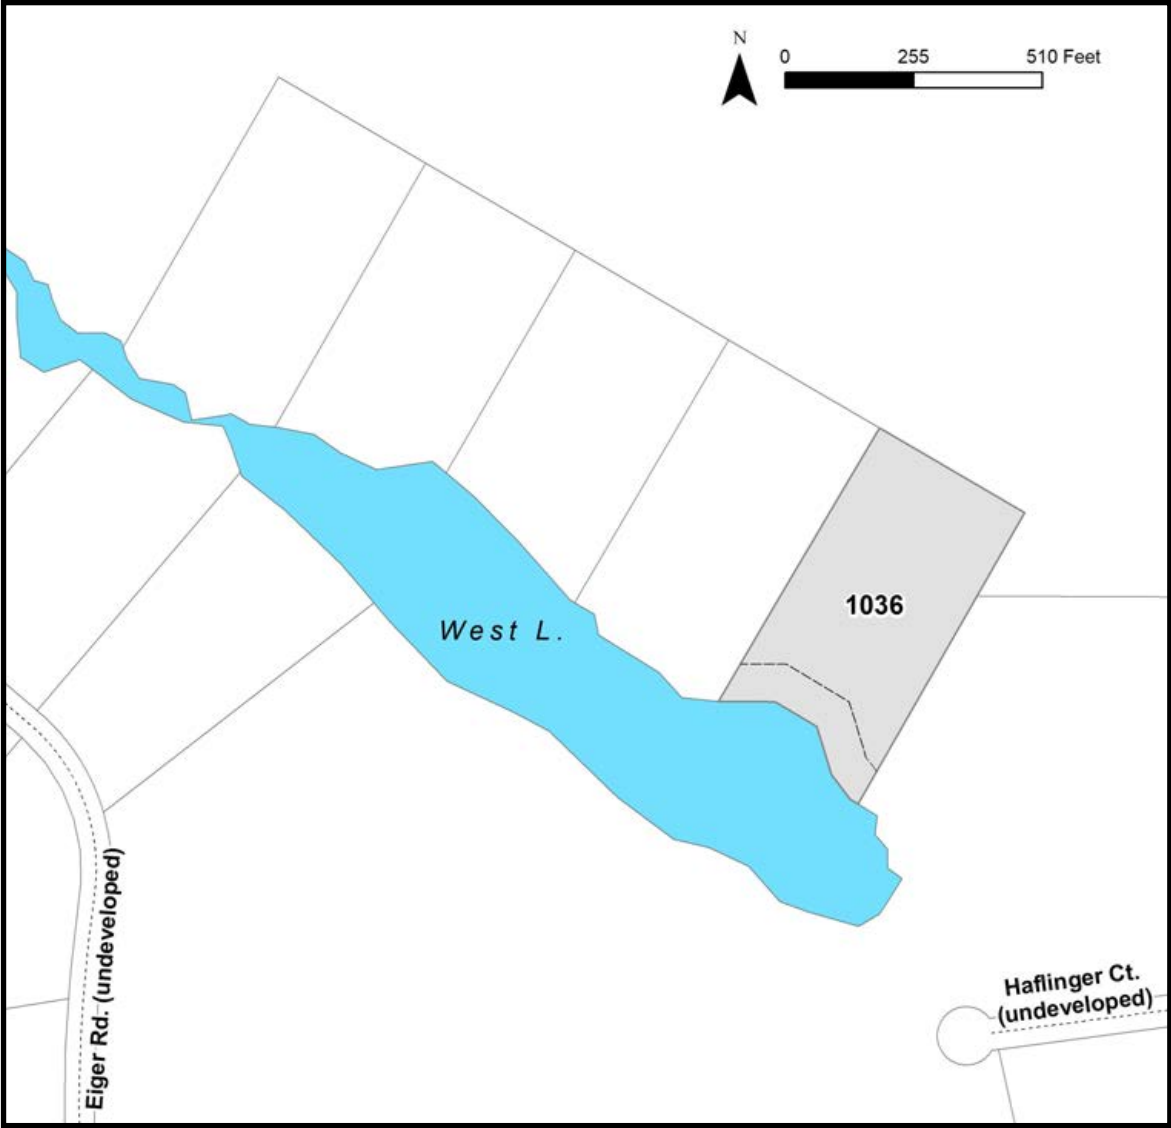 N
0 255 510 Feet
1036
West L.
Eiger Rd. (undeveloped)
Haflinger Ct.
(undeveloped)